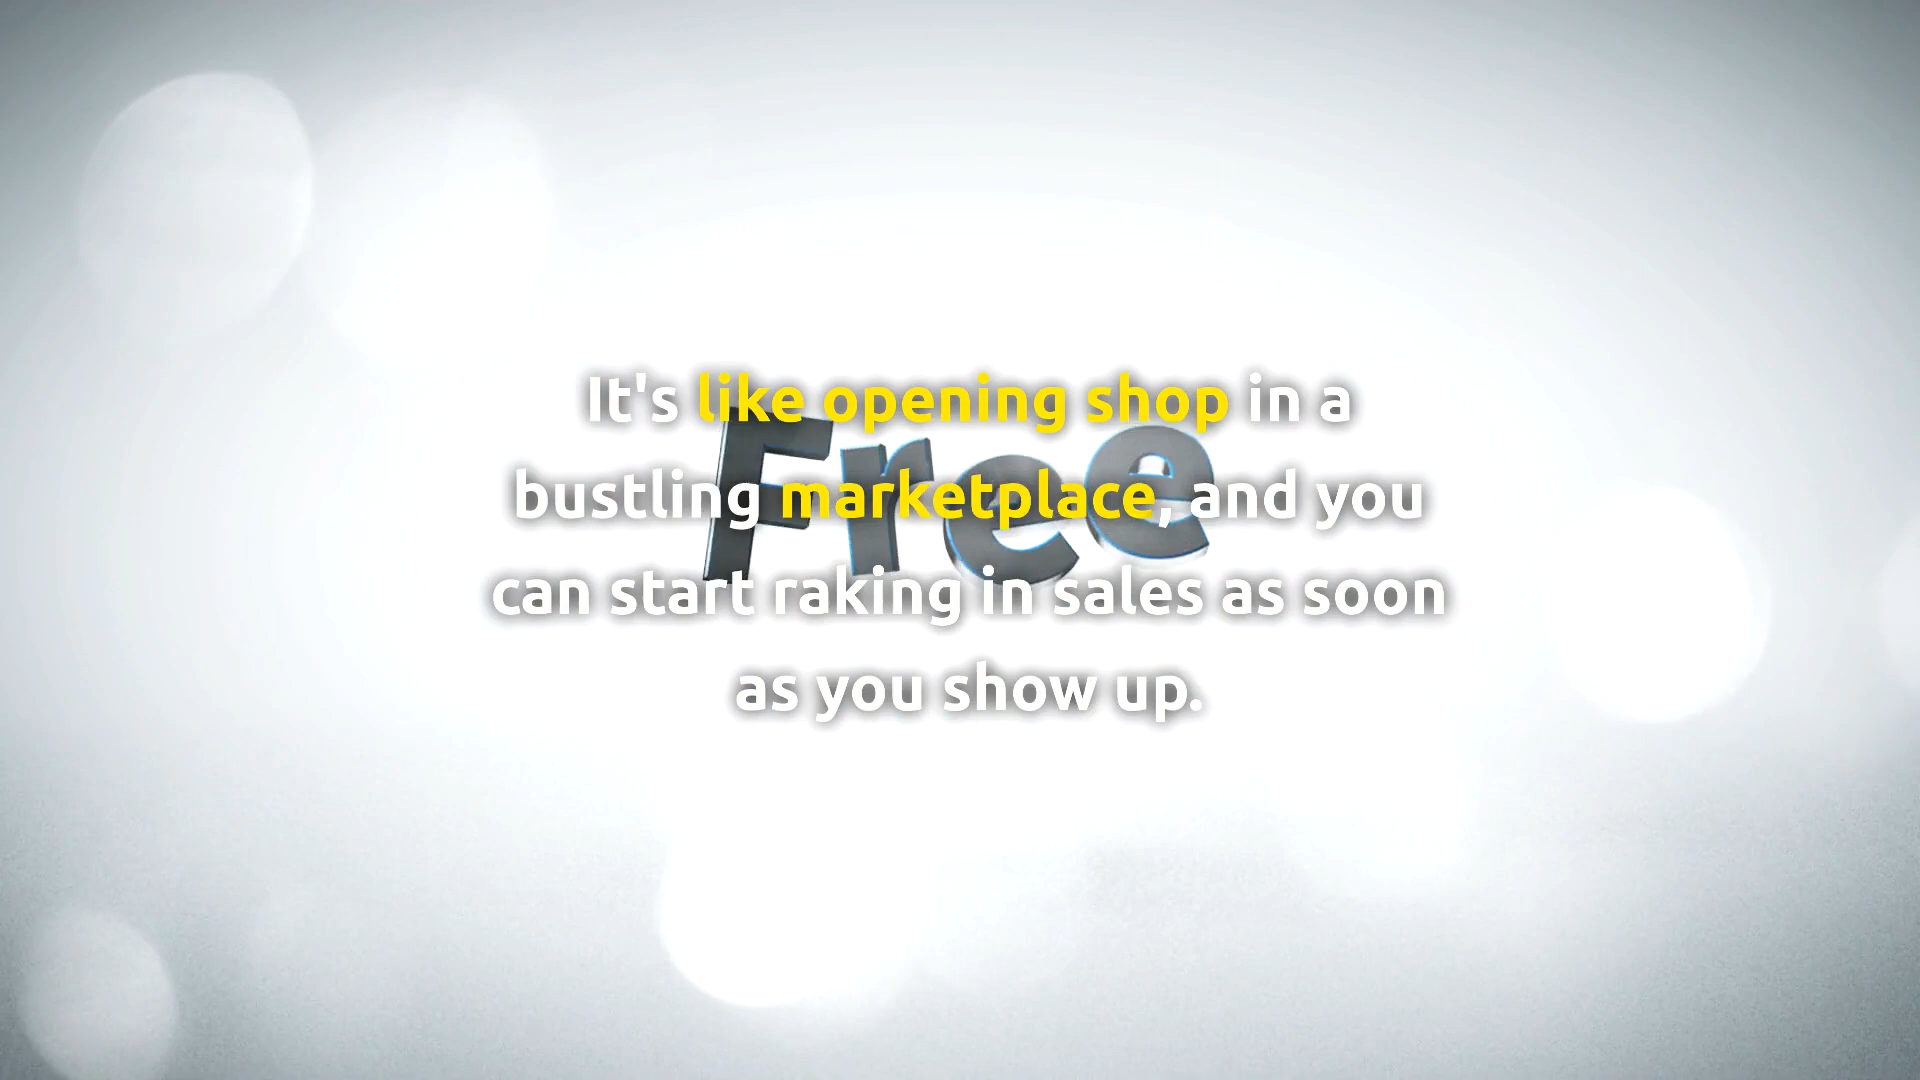 It's like opening shop in a
Free
bustling marketplace, and you
can start raking in sales as soon
as you show up.